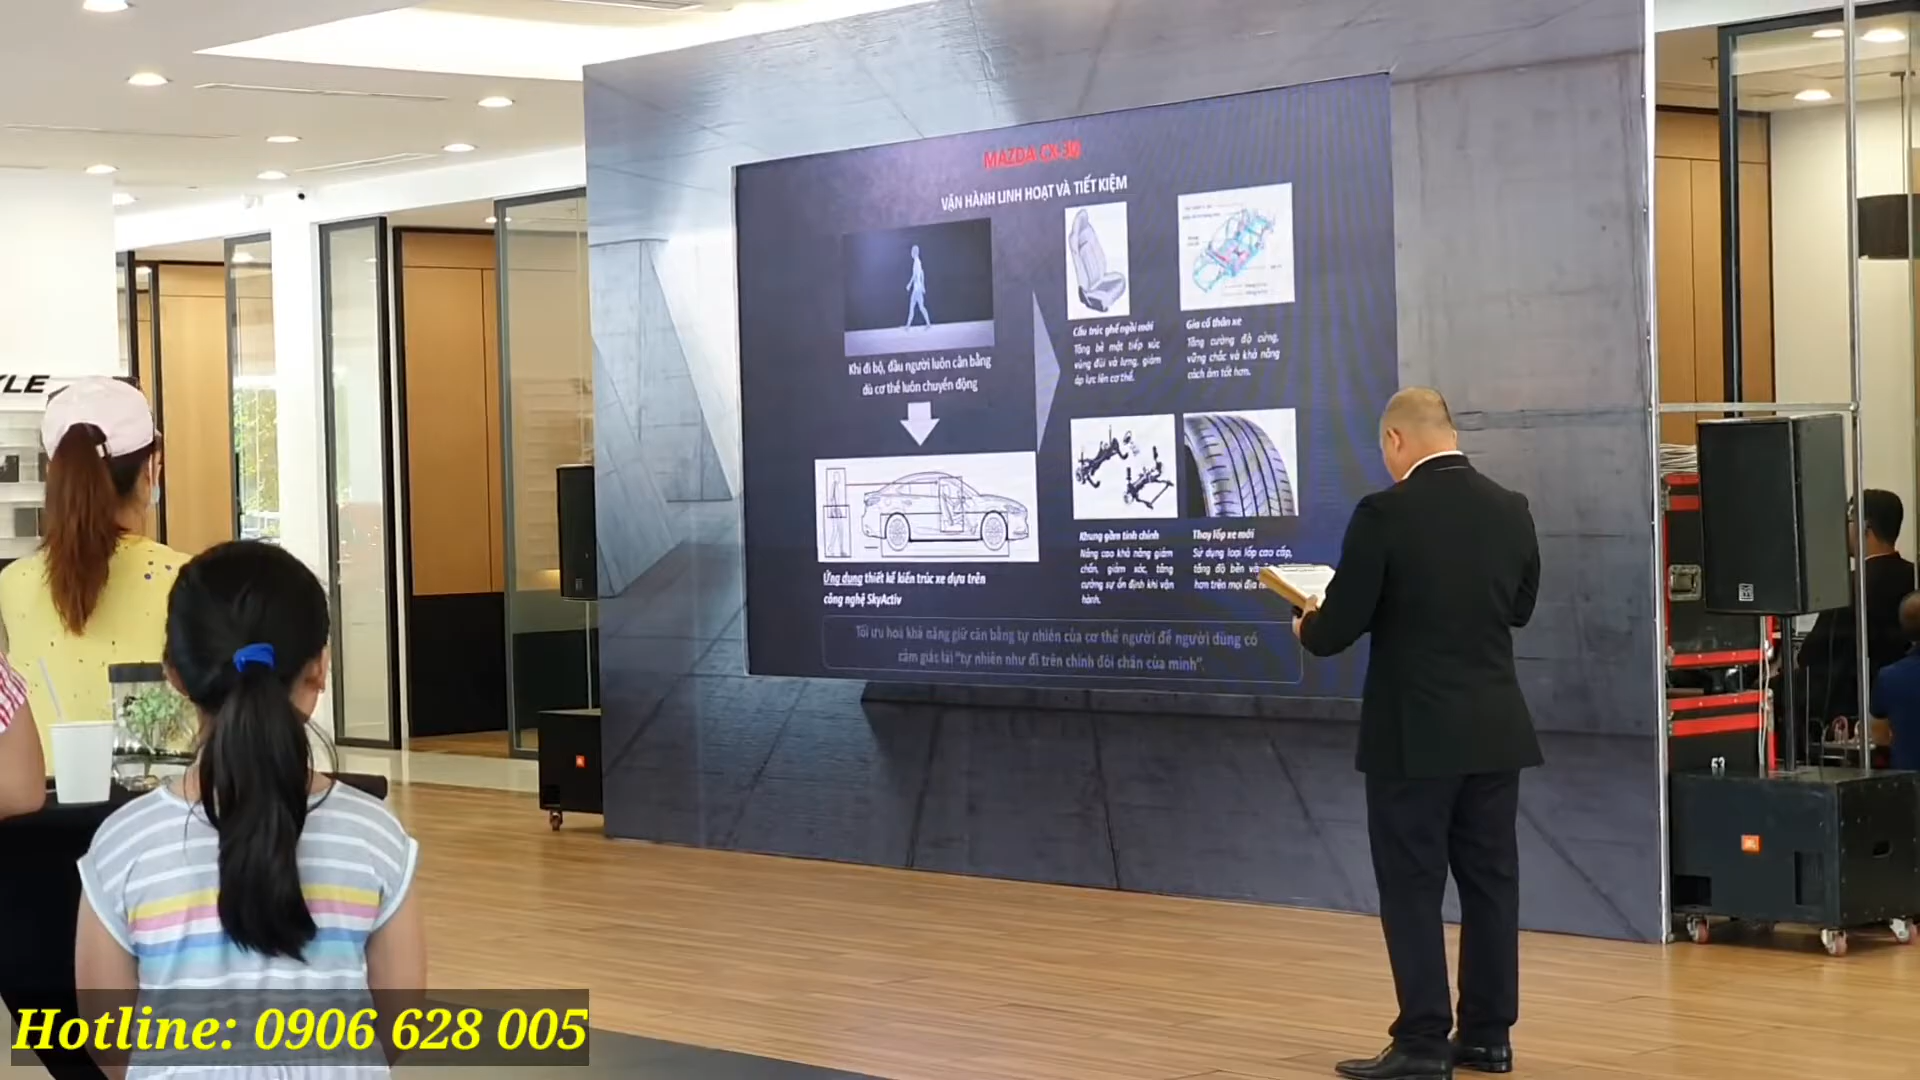 YLE
MAZDA CX-30
VẬN HÀNH LINH HOẠT VÀ TIẾT KIỆM
Khi đi bộ, đầu người luôn cân bằng
dù cơ thể luôn chuyển động
Ứng dụng thiết kế kiến trúc xe dựa trên
công nghệ SkyActiv
Cấu trúc ghế ngồi mới
Tăng bề mặt tiếp xúc
vùng đùi và lưng, giảm
áp lực lên cơ thể.
Gia cố thân xe
Tăng cường độ cứng,
vững chắc và khả năng
cách âm tốt hơn.
Khung gầm tinh chỉnh
Nâng cao khả năng giảm
chấn, giảm xóc, tăng
cường sự ổn định khi vận
hành.
Thay lốp xe mới
Sử dụng loại lốp cao cấp,
tăng độ bền và
hơn trên mọi địa
Tối ưu hoá khả năng giữ cân bằng tự nhiên của cơ thể người để người dùng có
cảm giác lái "tự nhiên như đi trên chính đôi chân của mình".
JBL
JBL
Hotline: 0906 628 005